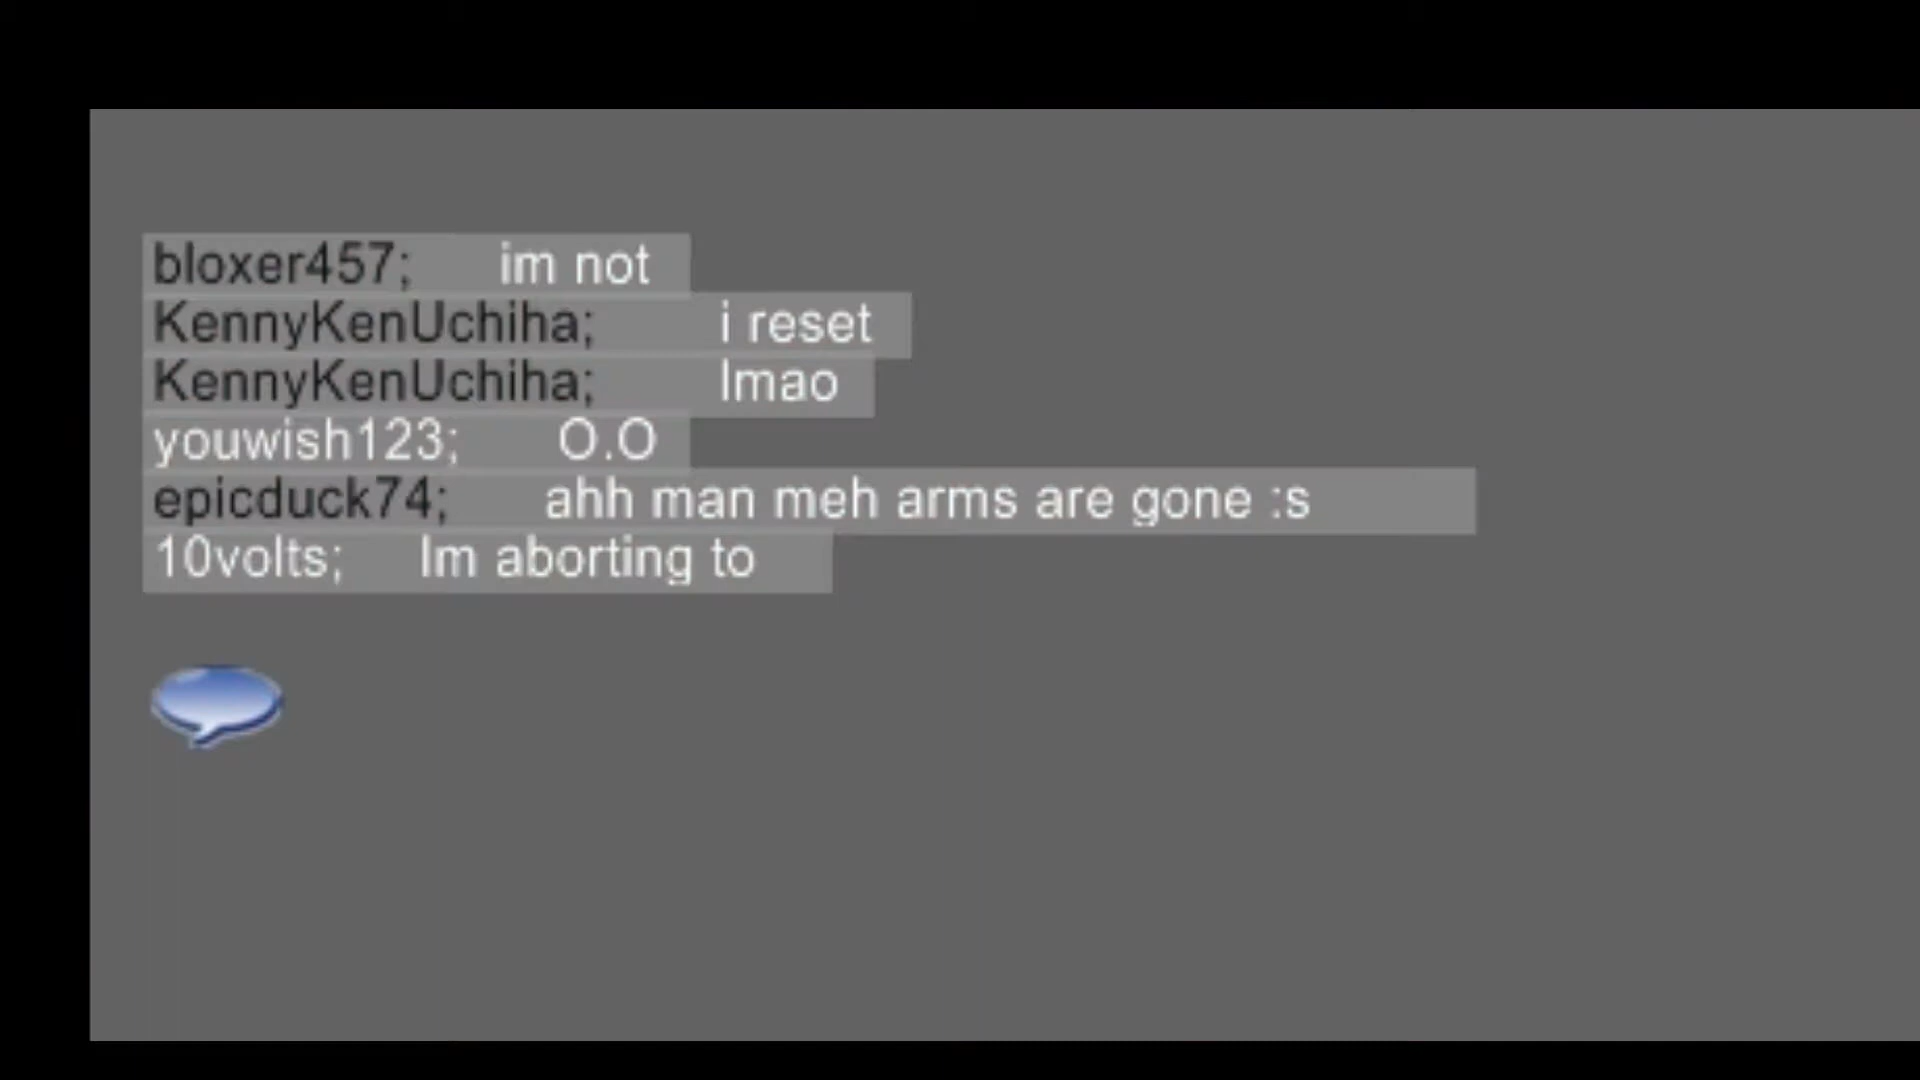 bloxer457; im not
KennyKenUchiha; i reset
KennyKenUchiha; lmao
youwish123; O.O
epicduck74; ahh man meh arms are gone :s
10volts; Im aborting to